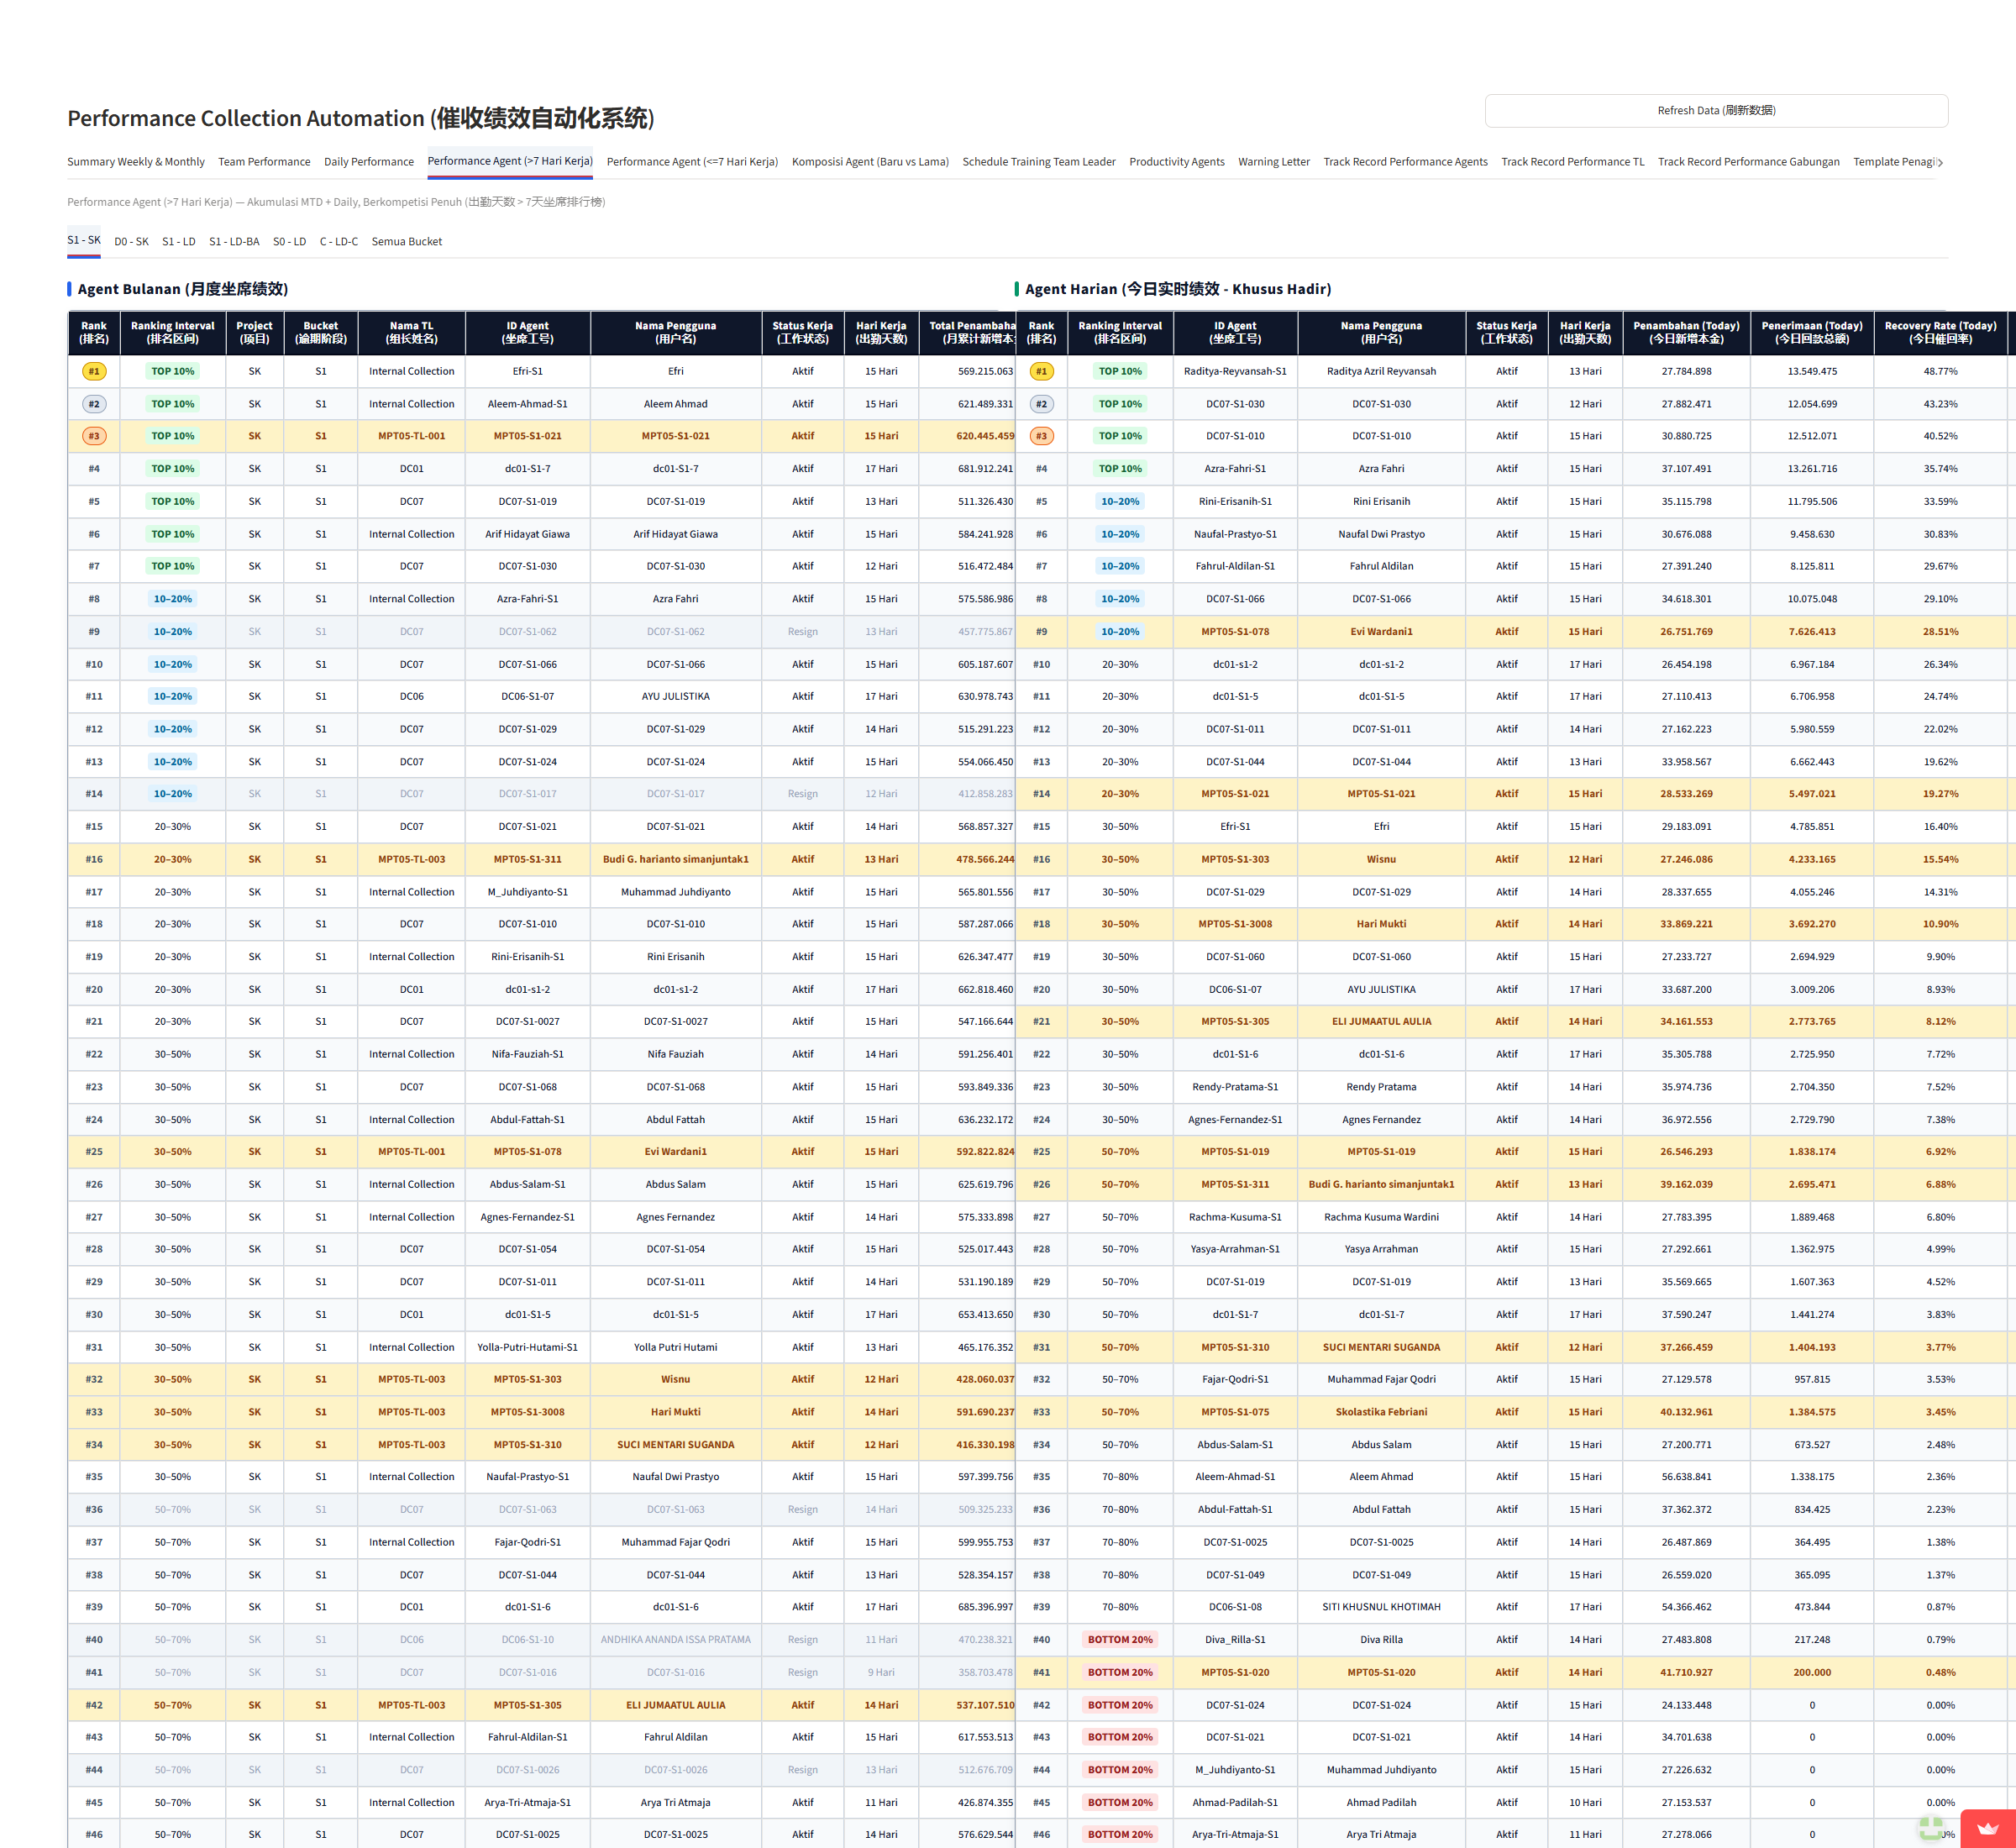 Performance Collection Automation (催收绩效自动化系统)
Refresh Data (刷新数据)
Summary Weekly & Monthly Team Performance Daily Performance Performance Agent (>7 Hari Kerja) Performance Agent (<=7 Hari Kerja) Komposisi Agent (Baru vs Lama) Schedule Training Team Leader Productivity Agents Warning Letter Track Record Performance Agents Track Record Performance TL Track Record Performance Gabungan Template Penagi
Performance Agent (>7 Hari Kerja) — Akumulasi MTD + Daily, Berkompetisi Penuh (出勤天数 > 7天坐席排行榜)
S1 - SK D0 - SK S1 - LD S1 - LD-BA S0 - LD C - LD-C Semua Bucket
Agent Bulanan (月度坐席绩效)
Rank Ranking Interval Project Bucket Nama TL ID Agent Nama Pengguna Status Kerja Hari Kerja Total Penambaha
(排名) (排名区间) (项目) (逾期阶段) (组长姓名) (坐席工号) (用户名) (工作状态) (出勤天数) (月累计新增本
#1 TOP 10% SK S1 Internal Collection Efri-S1 Efri Aktif 15 Hari 569.215.063
#2 TOP 10% SK S1 Internal Collection Aleem-Ahmad-S1 Aleem Ahmad Aktif 15 Hari 621.489.331
#3 TOP 10% SK S1 MPT05-TL-001 MPT05-S1-021 MPT05-S1-021 Aktif 15 Hari 620.445.459
#4 TOP 10% SK S1 DC01 dc01-s1-7 dc01-s1-7 Aktif 17 Hari 681.912.241
#5 TOP 10% SK S1 DC07 DC07-S1-019 DC07-S1-019 Aktif 13 Hari 511.326.430
#6 TOP 10% SK S1 Internal Collection Arif Hidayat Giawa Arif Hidayat Giawa Aktif 15 Hari 584.241.928
#7 TOP 10% SK S1 DC07 DC07-S1-030 DC07-S1-030 Aktif 12 Hari 516.472.484
#8 10–20% SK S1 Internal Collection Azra-Fahri-S1 Azra Fahri Aktif 15 Hari 575.586.986
#9 10–20% SK S1 DC07 DC07-S1-062 DC07-S1-062 Resign 13 Hari 457.775.867
#10 10–20% SK S1 DC07 DC07-S1-066 DC07-S1-066 Aktif 15 Hari 605.187.607
#11 10–20% SK S1 DC06 DC06-S1-07 AYU JULISTIKA Aktif 17 Hari 630.978.743
#12 10–20% SK S1 DC07 DC07-S1-029 DC07-S1-029 Aktif 14 Hari 515.291.223
#13 10–20% SK S1 DC07 DC07-S1-024 DC07-S1-024 Aktif 15 Hari 554.066.450
#14 10–20% SK S1 DC07 DC07-S1-017 DC07-S1-017 Resign 12 Hari 412.858.283
#15 20–30% SK S1 DC07 DC07-S1-021 DC07-S1-021 Aktif 14 Hari 568.857.327
#16 20–30% SK S1 MPT05-TL-003 MPT05-S1-311 Budi G. harianto simanjuntak1 Aktif 13 Hari 478.566.244
#17 20–30% SK S1 Internal Collection M_Juhdiyanto-S1 Muhammad Juhdiyanto Aktif 15 Hari 565.801.556
#18 20–30% SK S1 DC07 DC07-S1-010 DC07-S1-010 Aktif 15 Hari 587.287.066
#19 20–30% SK S1 Internal Collection Rini-Erisanih-S1 Rini Erisanih Aktif 15 Hari 626.347.477
#20 20–30% SK S1 DC01 dc01-s1-2 dc01-s1-2 Aktif 17 Hari 662.818.460
#21 20–30% SK S1 DC07 DC07-S1-0027 DC07-S1-0027 Aktif 15 Hari 547.166.644
#22 30–50% SK S1 Internal Collection Nifa-Fauziah-S1 Nifa Fauziah Aktif 14 Hari 591.256.401
#23 30–50% SK S1 DC07 DC07-S1-068 DC07-S1-068 Aktif 15 Hari 593.849.336
#24 30–50% SK S1 Internal Collection Abdul-Fattah-S1 Abdul Fattah Aktif 15 Hari 636.232.172
#25 30–50% SK S1 MPT05-TL-001 MPT05-S1-078 Evi Wardani1 Aktif 15 Hari 592.822.824
#26 30–50% SK S1 Internal Collection Abdus-Salam-S1 Abdus Salam Aktif 15 Hari 625.619.796
#27 30–50% SK S1 Internal Collection Agnes-Fernandez-S1 Agnes Fernandez Aktif 14 Hari 575.333.898
#28 30–50% SK S1 DC07 DC07-S1-054 DC07-S1-054 Aktif 15 Hari 525.017.443
#29 30–50% SK S1 DC07 DC07-S1-011 DC07-S1-011 Aktif 14 Hari 531.190.189
#30 30–50% SK S1 DC01 dc01-S1-5 dc01-S1-5 Aktif 17 Hari 653.413.650
#31 30–50% SK S1 Internal Collection Yolla-Putri-Hutami-S1 Yolla Putri Hutami Aktif 13 Hari 465.176.352
#32 30–50% SK S1 MPT05-TL-003 MPT05-S1-303 Wisnu Aktif 12 Hari 428.060.037
#33 30–50% SK S1 MPT05-TL-003 MPT05-S1-3008 Hari Mukti Aktif 14 Hari 591.690.237
#34 30–50% SK S1 MPT05-TL-003 MPT05-S1-310 SUCI MENTARI SUGANDA Aktif 12 Hari 416.330.198
#35 30–50% SK S1 Internal Collection Naufal-Prastyo-S1 Naufal Dwi Prastyo Aktif 15 Hari 597.399.756
#36 50–70% SK S1 DC07 DC07-S1-063 DC07-S1-063 Resign 14 Hari 509.325.233
#37 50–70% SK S1 Internal Collection Fajar-Qodri-S1 Muhammad Fajar Qodri Aktif 15 Hari 599.955.753
#38 50–70% SK S1 DC07 DC07-S1-044 DC07-S1-044 Aktif 13 Hari 528.354.157
#39 50–70% SK S1 DC01 dc01-S1-6 dc01-S1-6 Aktif 17 Hari 685.396.997
#40 50–70% SK S1 DC06 DC06-S1-10 ANDHIKA ANANDA ISSA PRATAMA Resign 11 Hari 470.238.321
#41 50–70% SK S1 DC07 DC07-S1-016 DC07-S1-016 Resign 9 Hari 358.703.478
#42 50–70% SK S1 MPT05-TL-003 MPT05-S1-305 ELI JUMAATUL AULIA Aktif 14 Hari 537.107.510
#43 50–70% SK S1 Internal Collection Fahrul-Aldilan-S1 Fahrul Aldilan Aktif 15 Hari 617.553.513
#44 50–70% SK S1 DC07 DC07-S1-0026 DC07-S1-0026 Resign 13 Hari 512.676.709
#45 50–70% SK S1 Internal Collection Arya-Tri-Atmaja-S1 Arya Tri Atmaja Aktif 11 Hari 426.874.355
#46 50–70% SK S1 DC07 DC07-S1-0025 DC07-S1-0025 Aktif 14 Hari 576.629.544
Agent Harian (今日实时绩效 - Khusus Hadir)
Rank Ranking Interval ID Agent Nama Pengguna Status Kerja Hari Kerja Penambahan (Today) Penerimaan (Today) Recovery Rate (Today)
(排名) (排名区间) (坐席工号) (用户名) (工作状态) (出勤天数) (今日新增本金) (今日回款总额) (今日催回率)
#1 TOP 10% Raditya-Reyvansah-S1 Raditya Azril Reyvansah Aktif 13 Hari 27.784.898 13.549.475 48.77%
#2 TOP 10% DC07-S1-030 DC07-S1-030 Aktif 12 Hari 27.882.471 12.054.699 43.23%
#3 TOP 10% DC07-S1-010 DC07-S1-010 Aktif 15 Hari 30.880.725 12.512.071 40.52%
#4 TOP 10% Azra-Fahri-S1 Azra Fahri Aktif 15 Hari 37.107.491 13.261.716 35.74%
#5 10–20% Rini-Erisanih-S1 Rini Erisanih Aktif 15 Hari 35.115.798 11.795.506 33.59%
#6 10–20% Naufal-Prastyo-S1 Naufal Dwi Prastyo Aktif 15 Hari 30.676.088 9.458.630 30.83%
#7 10–20% Fahrul-Aldilan-S1 Fahrul Aldilan Aktif 15 Hari 27.391.240 8.125.811 29.67%
#8 10–20% DC07-S1-066 DC07-S1-066 Aktif 15 Hari 34.618.301 10.075.048 29.10%
#9 10–20% MPT05-S1-078 Evi Wardani1 Aktif 15 Hari 26.751.769 7.626.413 28.51%
#10 20–30% dc01-s1-2 dc01-s1-2 Aktif 17 Hari 26.454.198 6.967.184 26.34%
#11 20–30% dc01-S1-5 dc01-S1-5 Aktif 17 Hari 27.110.413 6.706.958 24.74%
#12 20–30% DC07-S1-011 DC07-S1-011 Aktif 14 Hari 27.162.223 5.980.559 22.02%
#13 20–30% DC07-S1-044 DC07-S1-044 Aktif 13 Hari 33.958.567 6.662.443 19.62%
#14 20–30% MPT05-S1-021 MPT05-S1-021 Aktif 15 Hari 28.533.269 5.497.021 19.27%
#15 30–50% Efri-S1 Efri Aktif 15 Hari 29.183.091 4.785.851 16.40%
#16 30–50% MPT05-S1-303 Wisnu Aktif 12 Hari 27.246.086 4.233.165 15.54%
#17 30–50% DC07-S1-029 DC07-S1-029 Aktif 14 Hari 28.337.655 4.055.246 14.31%
#18 30–50% MPT05-S1-3008 Hari Mukti Aktif 14 Hari 33.869.221 3.692.270 10.90%
#19 30–50% DC07-S1-060 DC07-S1-060 Aktif 15 Hari 27.233.727 2.694.929 9.90%
#20 30–50% DC06-S1-07 AYU JULISTIKA Aktif 17 Hari 33.687.200 3.009.206 8.93%
#21 30–50% MPT05-S1-305 ELI JUMAATUL AULIA Aktif 14 Hari 34.161.553 2.773.765 8.12%
#22 30–50% dc01-S1-6 dc01-S1-6 Aktif 17 Hari 35.305.788 2.725.950 7.72%
#23 30–50% Rendy-Pratama-S1 Rendy Pratama Aktif 14 Hari 35.974.736 2.704.350 7.52%
#24 30–50% Agnes-Fernandez-S1 Agnes Fernandez Aktif 14 Hari 36.972.556 2.729.790 7.38%
#25 50–70% MPT05-S1-019 MPT05-S1-019 Aktif 15 Hari 26.546.293 1.838.174 6.92%
#26 50–70% MPT05-S1-311 Budi G. harianto simanjuntak1 Aktif 13 Hari 39.162.039 2.695.471 6.88%
#27 50–70% Rachma-Kusuma-S1 Rachma Kusuma Wardini Aktif 14 Hari 27.783.395 1.889.468 6.80%
#28 50–70% Yasya-Arrahman-S1 Yasya Arrahman Aktif 15 Hari 27.292.661 1.362.975 4.99%
#29 50–70% DC07-S1-019 DC07-S1-019 Aktif 13 Hari 35.569.665 1.607.363 4.52%
#30 50–70% dc01-s1-7 dc01-s1-7 Aktif 17 Hari 37.590.247 1.441.274 3.83%
#31 50–70% MPT05-S1-310 SUCI MENTARI SUGANDA Aktif 12 Hari 37.266.459 1.404.193 3.77%
#32 50–70% Fajar-Qodri-S1 Muhammad Fajar Qodri Aktif 15 Hari 27.129.578 957.815 3.53%
#33 50–70% MPT05-S1-075 Skolastika Febriani Aktif 15 Hari 40.132.961 1.384.575 3.45%
#34 50–70% Abdus-Salam-S1 Abdus Salam Aktif 15 Hari 27.200.771 673.527 2.48%
#35 70–80% Aleem-Ahmad-S1 Aleem Ahmad Aktif 15 Hari 56.638.841 1.338.175 2.36%
#36 70–80% Abdul-Fattah-S1 Abdul Fattah Aktif 15 Hari 37.362.372 834.425 2.23%
#37 70–80% DC07-S1-0025 DC07-S1-0025 Aktif 14 Hari 26.487.869 364.495 1.38%
#38 70–80% DC07-S1-049 DC07-S1-049 Aktif 15 Hari 26.559.020 365.095 1.37%
#39 70–80% DC06-S1-08 SITI KHUSNUL KHOTIMAH Aktif 17 Hari 54.366.462 473.844 0.87%
#40 BOTTOM 20% Diva_Rilla-S1 Diva Rilla Aktif 14 Hari 27.483.808 217.248 0.79%
#41 BOTTOM 20% MPT05-S1-020 MPT05-S1-020 Aktif 14 Hari 41.710.927 200.000 0.48%
#42 BOTTOM 20% DC07-S1-024 DC07-S1-024 Aktif 15 Hari 24.133.448 0 0.00%
#43 BOTTOM 20% DC07-S1-021 DC07-S1-021 Aktif 14 Hari 34.701.638 0 0.00%
#44 BOTTOM 20% M_Juhdiyanto-S1 Muhammad Juhdiyanto Aktif 15 Hari 27.226.632 0 0.00%
#45 BOTTOM 20% Ahmad-Padilah-S1 Ahmad Padilah Aktif 10 Hari 27.153.537 0 0.00%
#46 BOTTOM 20% Arya-Tri-Atmaja-S1 Arya Tri Atmaja Aktif 11 Hari 27.278.066 0